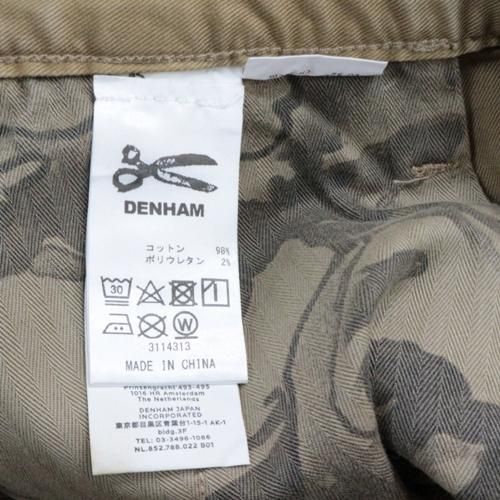 DENHAM
コットン 98%
ポリウレタン 2%
30
W
3114313
MADE IN CHINA
Prinsengracht 493-495
1016 HR Amsterdam
The Netherlands
DENHAM JAPAN
INCORPORATED
東京都目黒区青葉台1-15-1 AK-1
bldg.3F
TEL: 03-3496-1086
NL.852.788.022 B01